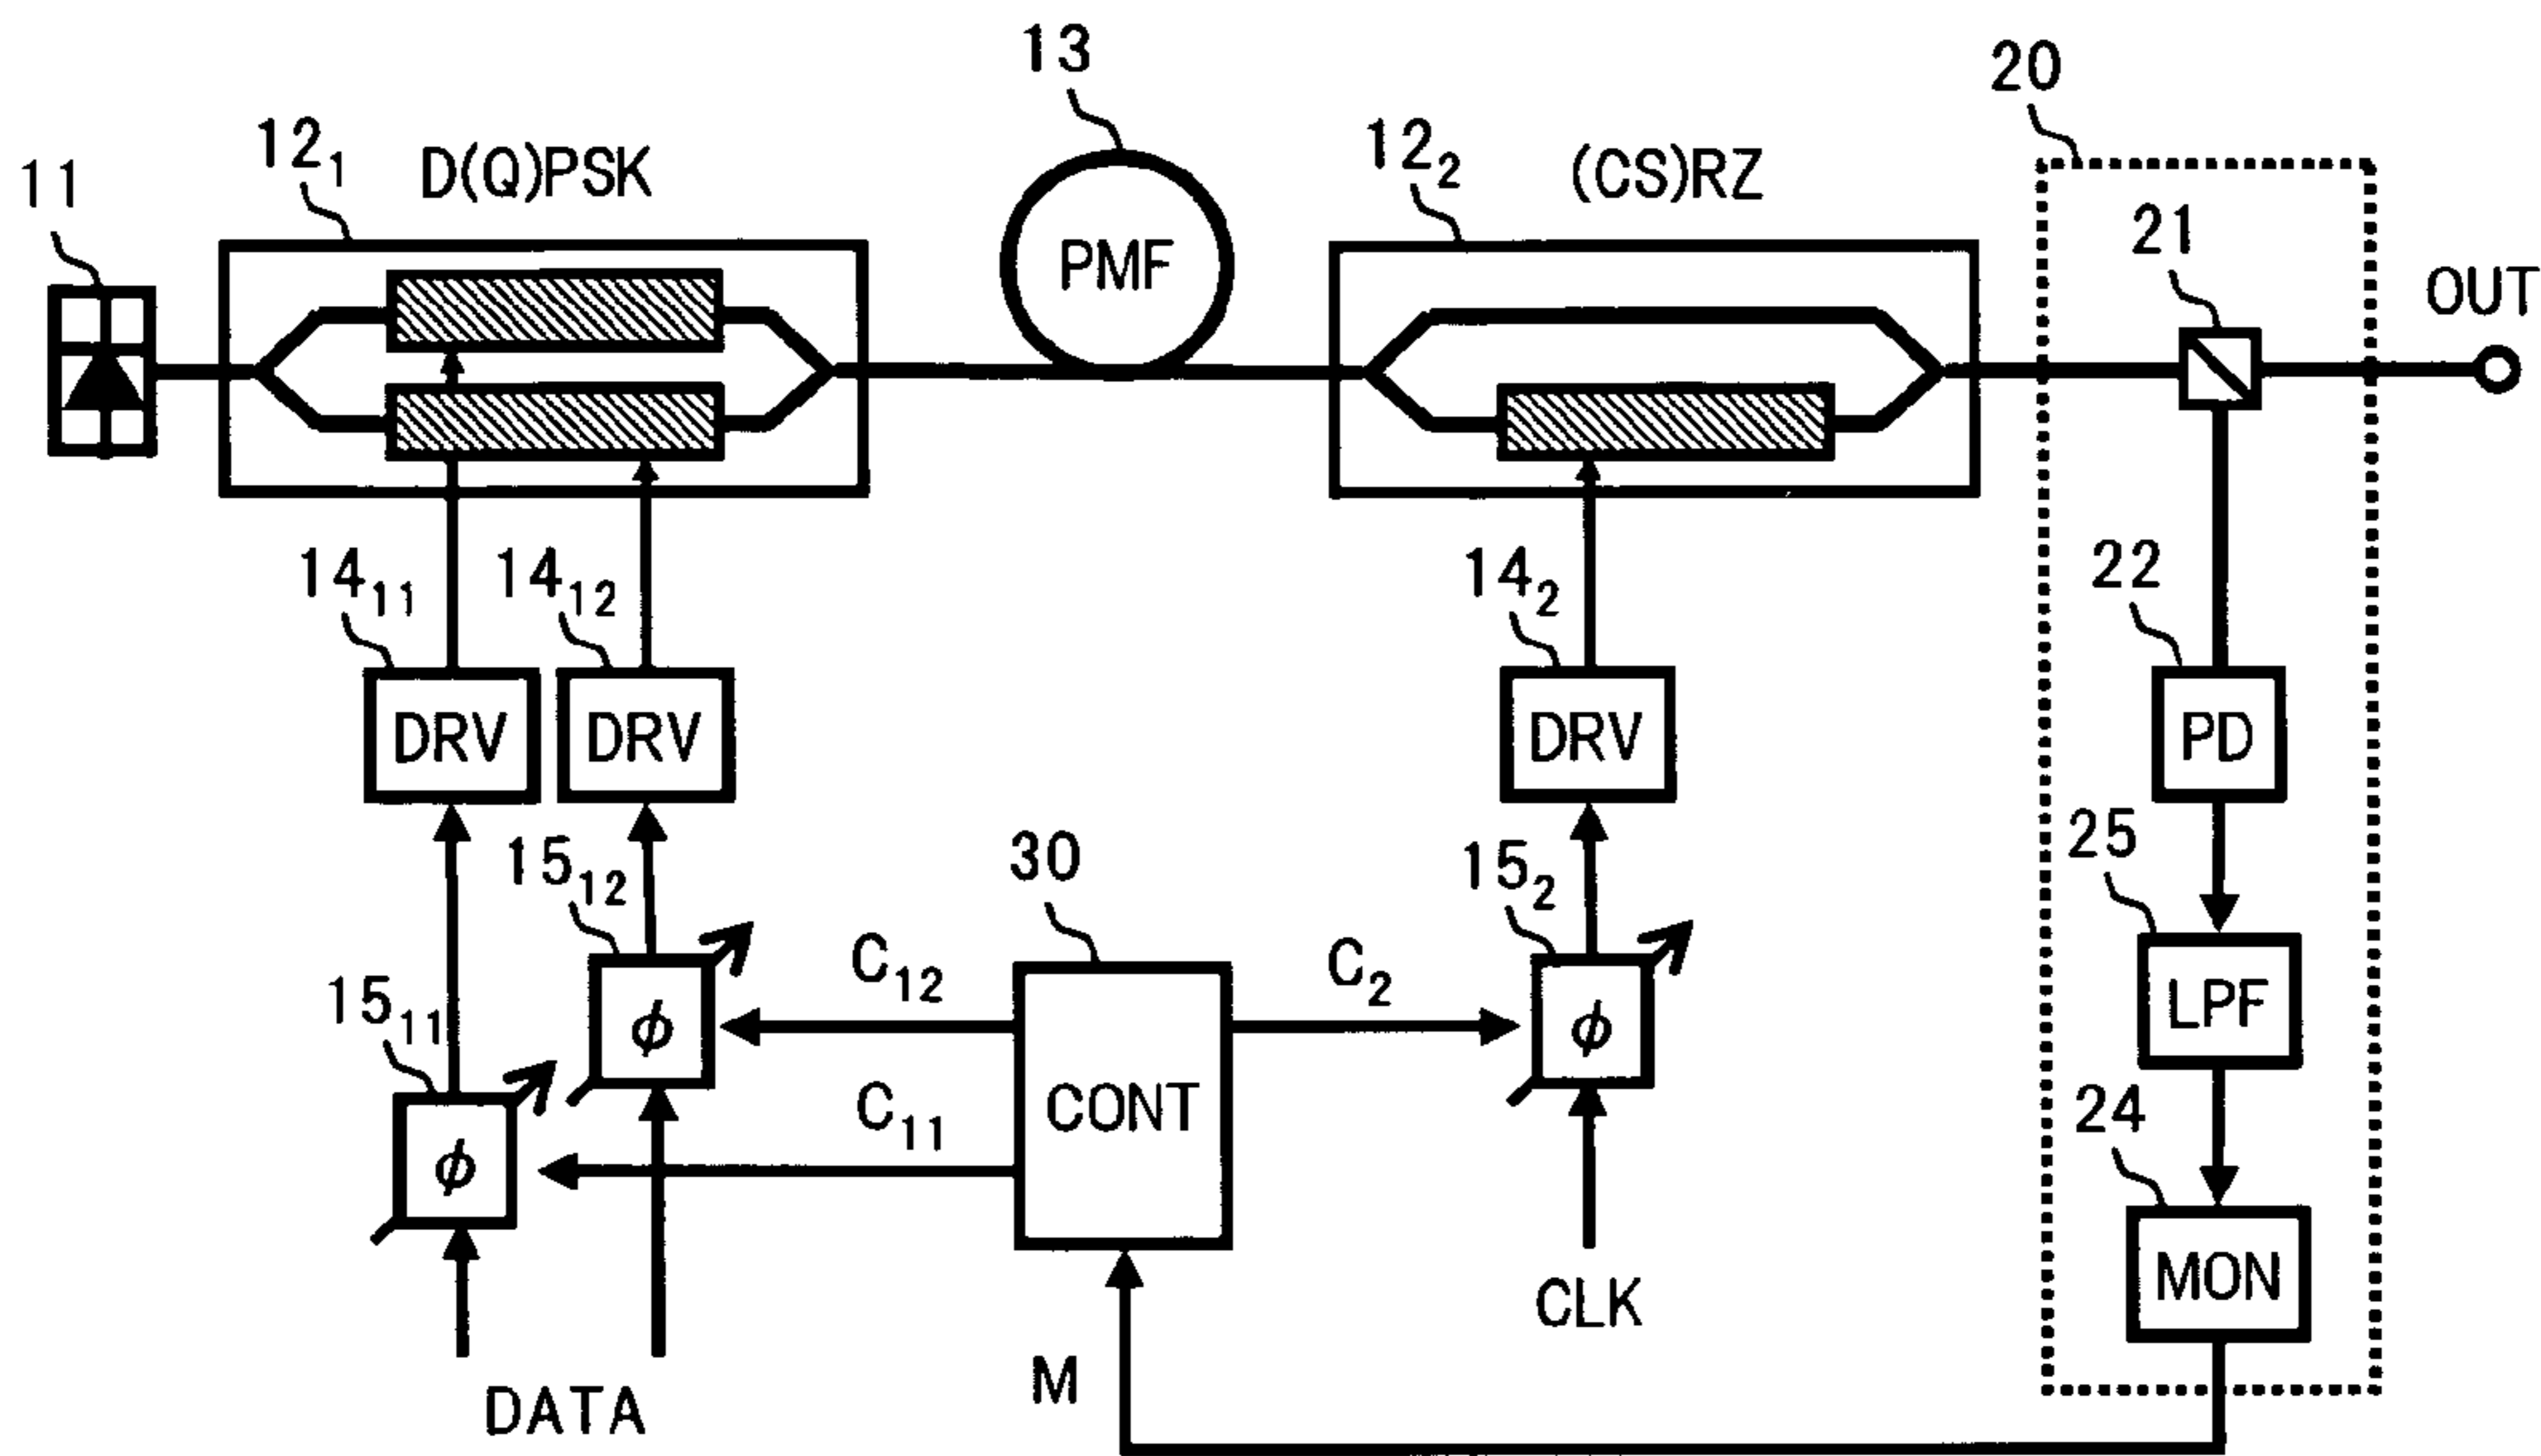 13
20
12₁
D(Q)PSK
12₂
(CS)RZ
11
21
PMF
OUT
14₁₁
14₁₂
14₂
22
DRV
DRV
DRV
PD
15₁₂
30
15₂
25
C₁₂
C₂
LPF
15₁₁
ϕ
ϕ
C₁₁
CONT
24
ϕ
MON
CLK
M
DATA